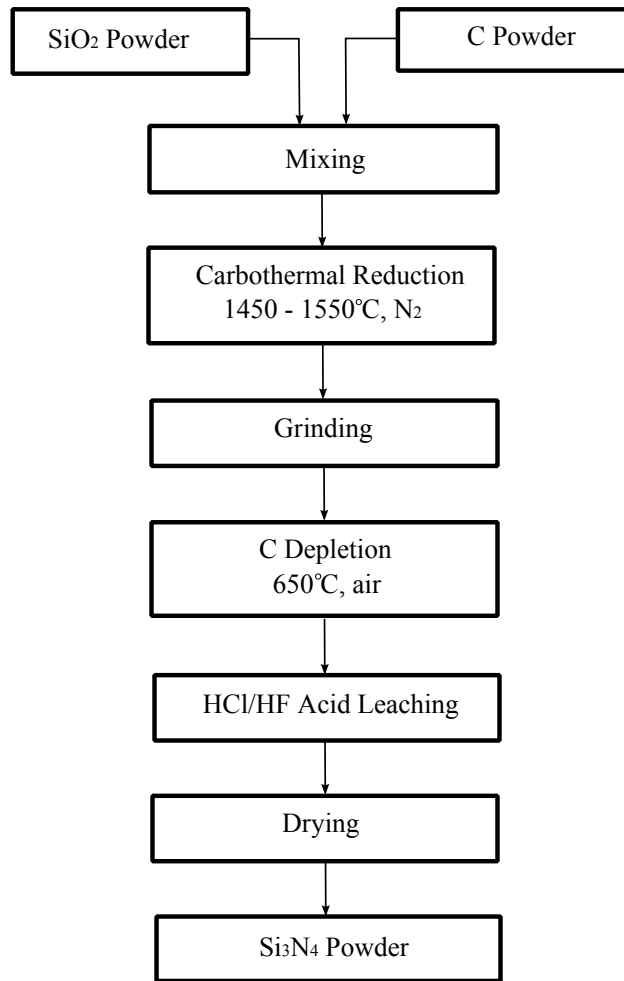 SiO₂ Powder
C Powder
Mixing
Carbothermal Reduction
1450 - 1550℃, N₂
Grinding
C Depletion
650℃, air
HCl/HF Acid Leaching
Drying
Si₃N₄ Powder